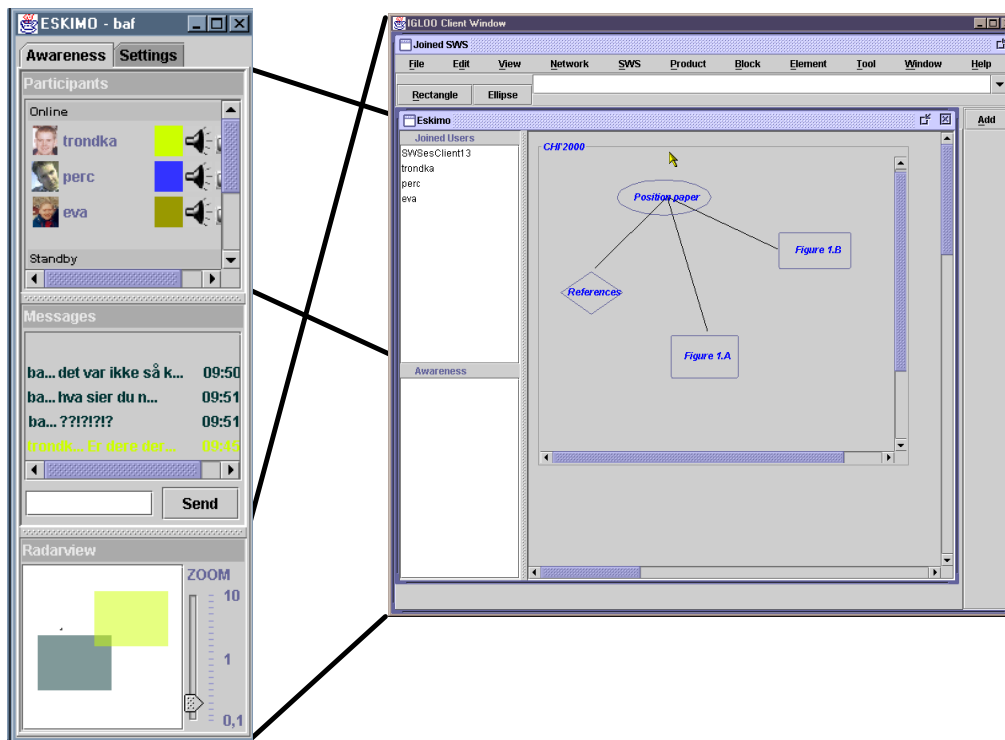 ESKIMO - baf
Awareness Settings
Participants
Online
trondka
perc
eva
Standby
Messages
ba... det var ikke så k... 09:50
ba... hva sier du n... 09:51
ba... ??!?!?!? 09:51
trondk... Er dere der... 09:45
Send
Radarview
ZOOM
10
1
0,1
IGLOO Client Window
Joined SWS
File Edit View Network SWS Product Block Element Tool Window Help
Rectangle Ellipse
Eskimo
Add
Joined Users
SWSesClient13
trondka
perc
eva
Awareness
CHI'2000
Position paper
Figure 1.B
References
Figure 1.A